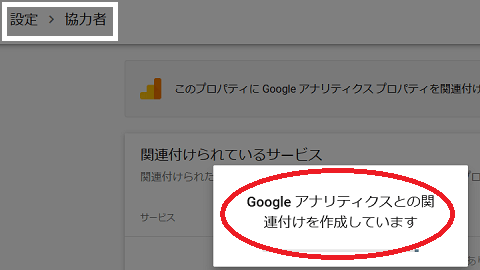 設定 > 協力者
このプロパティに Google アナリティクス プロパティを関連付け
関連付けられているサービス
関連付けられた
サービス
Google アナリティクスとの関
連付けを作成しています